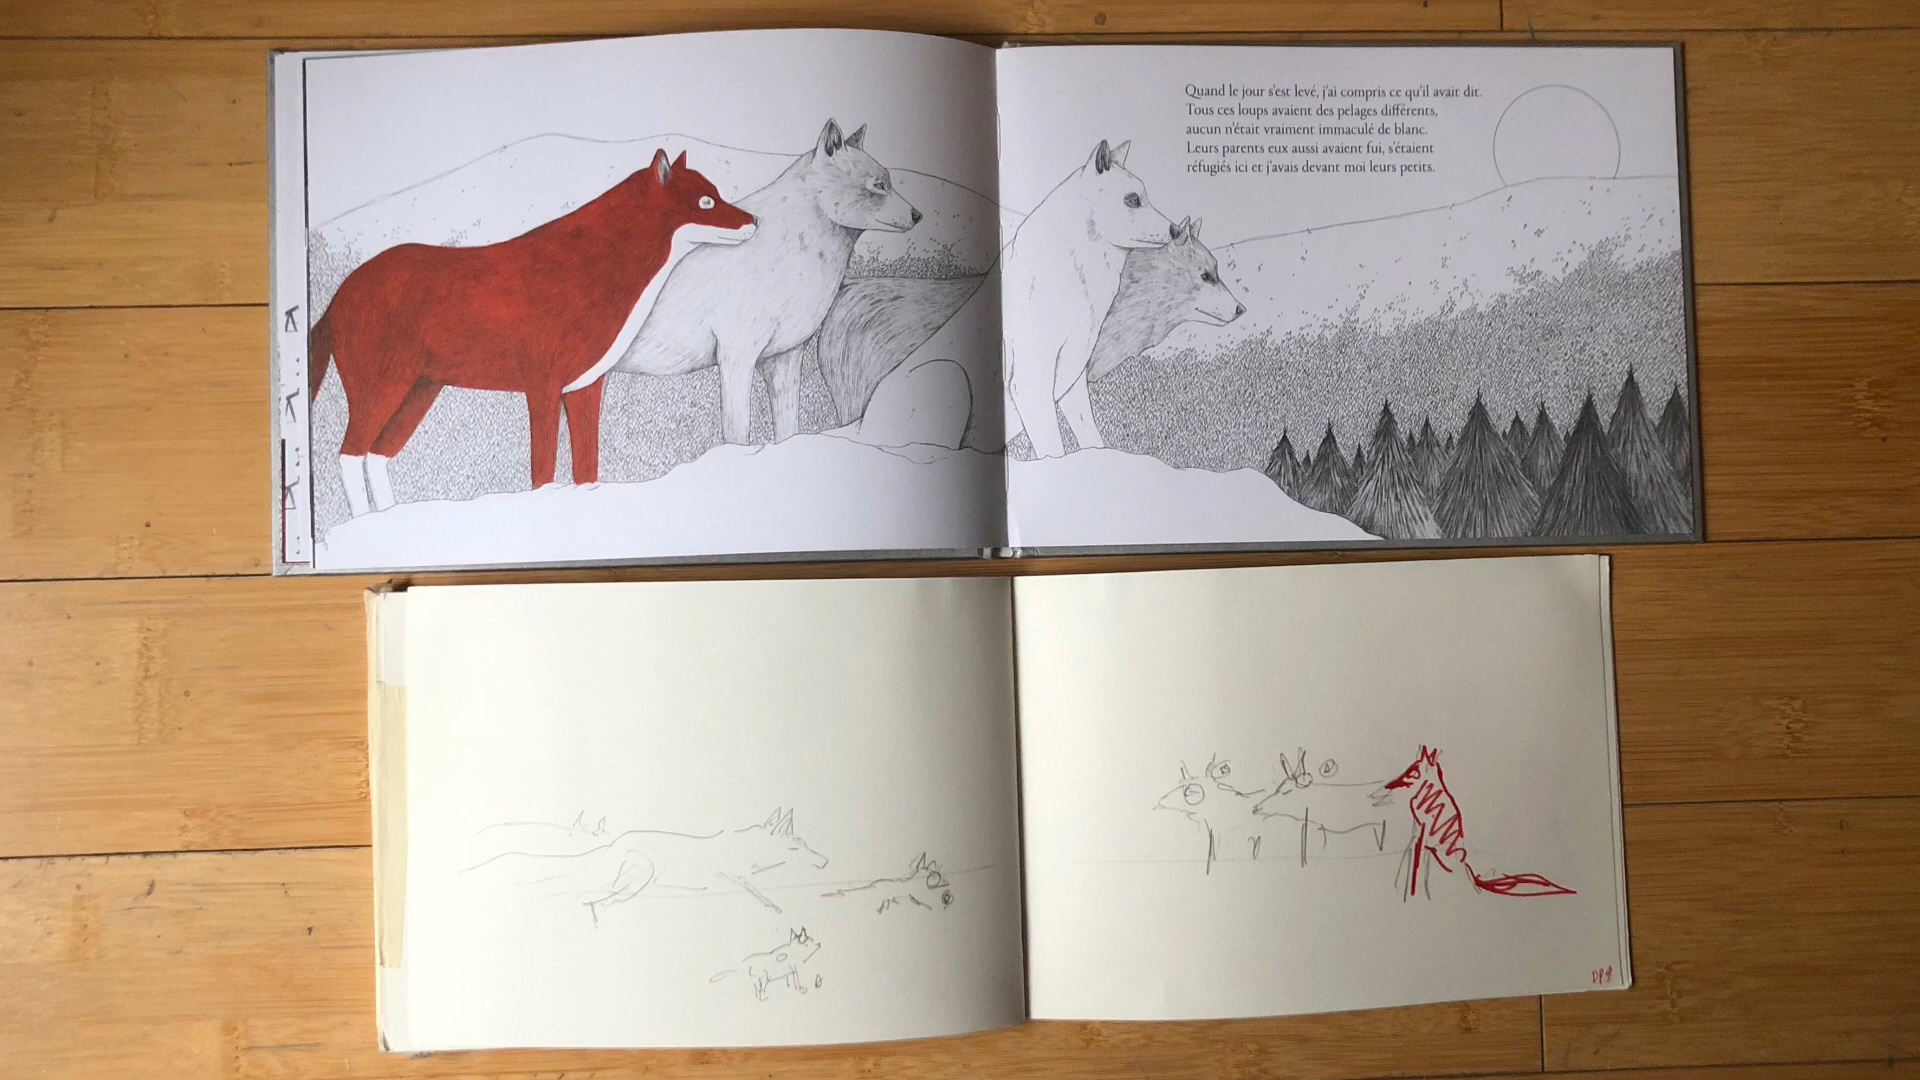 Quand le jour s'est levé, j'ai compris ce qu'il avait dit.
Tous ces loups avaient des pelages différents,
aucun n'était vraiment immaculé de blanc.
Leurs parents eux aussi avaient fui, s'étaient
réfugiés ici et j'avais devant moi leurs petits.